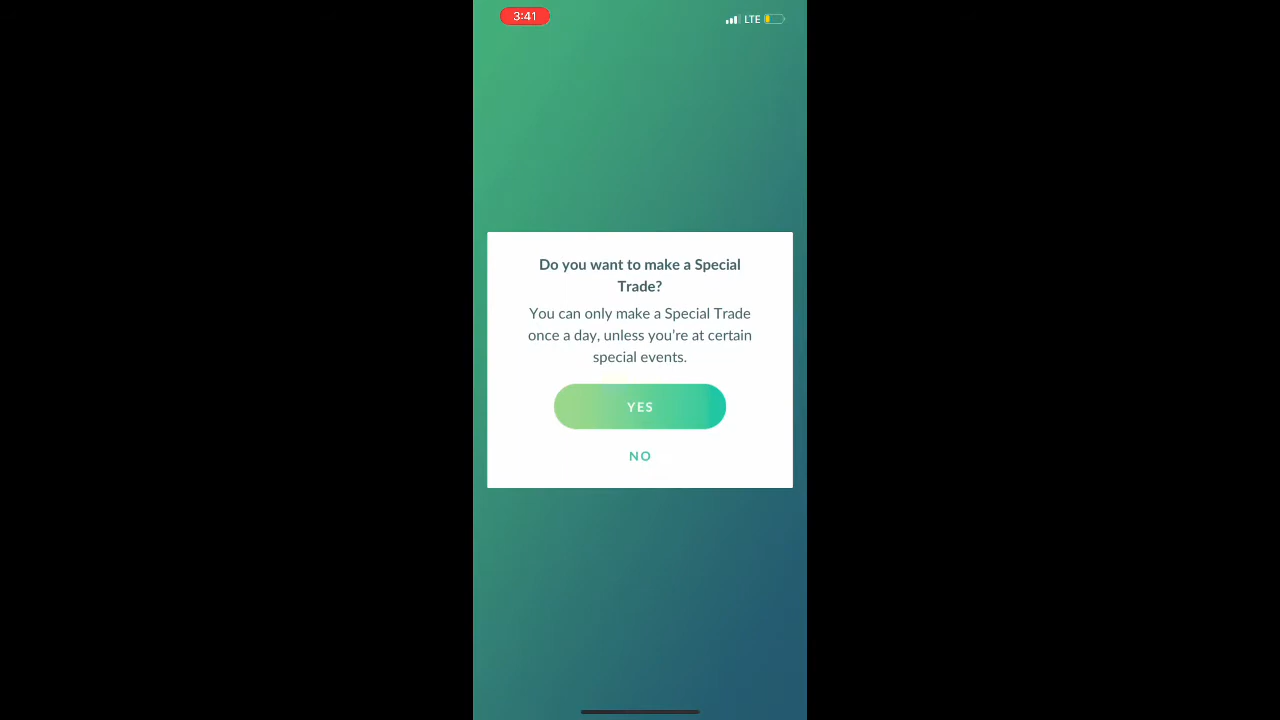 3:41
LTE
Do you want to make a Special
Trade?
You can only make a Special Trade
once a day, unless you're at certain
special events.
YES
NO